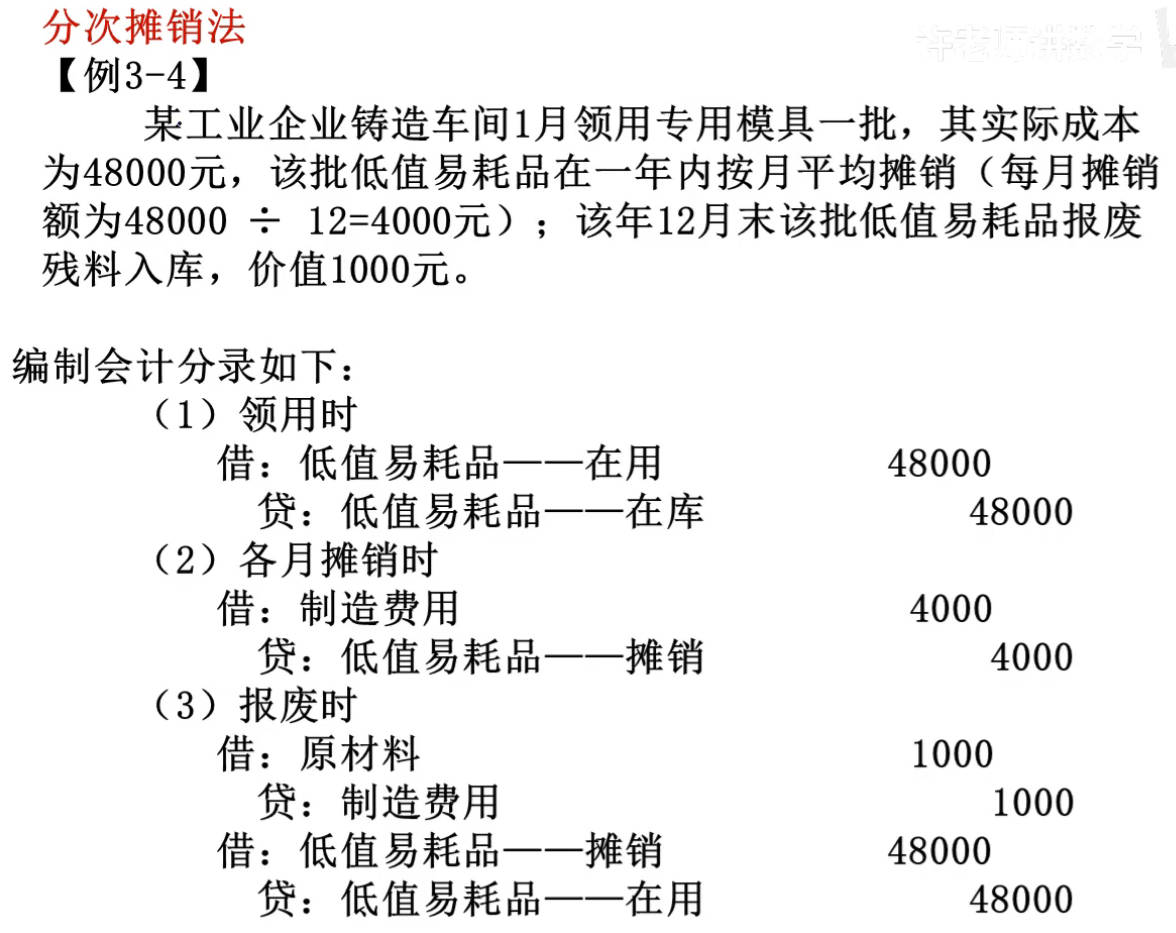 分次摊销法
【例3-4】
某工业企业铸造车间1月领用专用模具一批，其实际成本
为48000元，该批低值易耗品在一年内按月平均摊销（每月摊销
额为48000 ÷ 12=4000元）；该年12月末该批低值易耗品报废
残料入库，价值1000元。
编制会计分录如下：
（1）领用时
借：低值易耗品——在用 48000
贷：低值易耗品——在库 48000
（2）各月摊销时
借：制造费用 4000
贷：低值易耗品——摊销 4000
（3）报废时
借：原材料 1000
贷：制造费用 1000
借：低值易耗品——摊销 48000
贷：低值易耗品——在用 48000